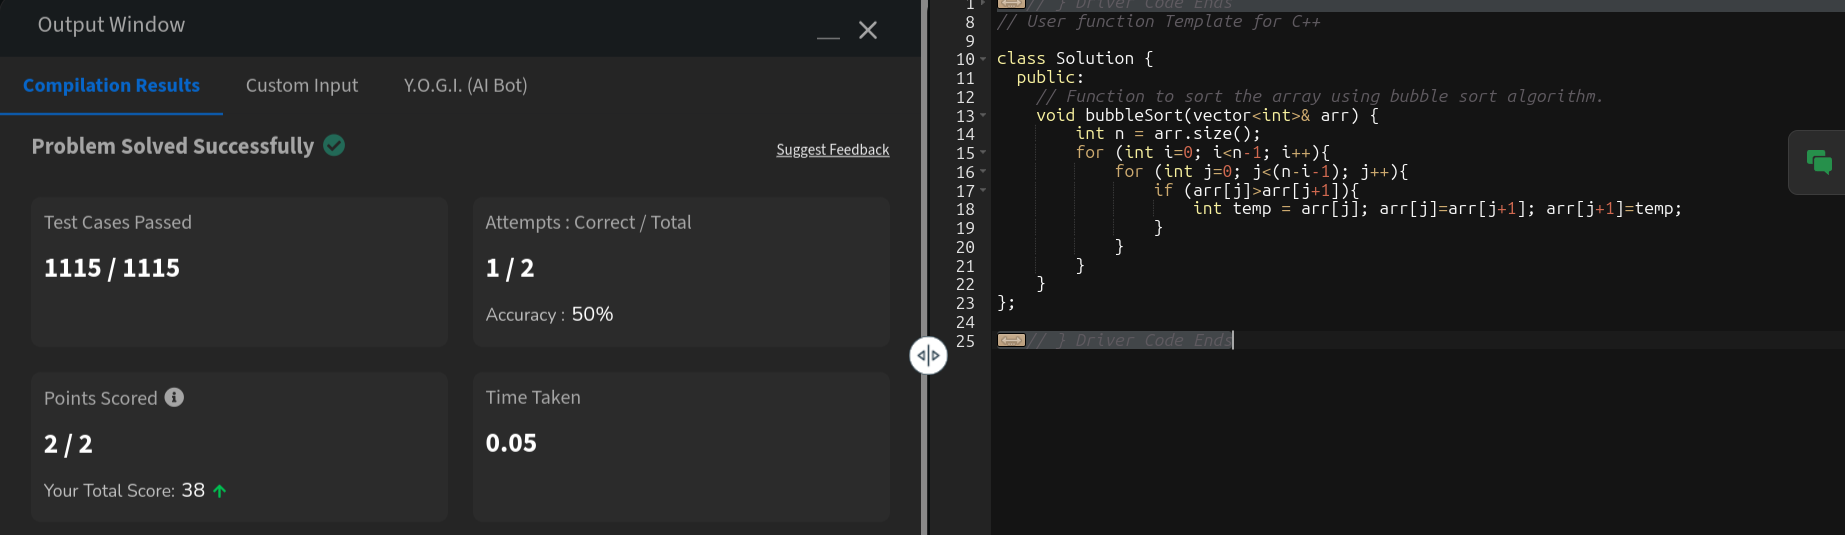 Output Window
Compilation Results Custom Input Y.O.G.I. (AI Bot)
Problem Solved Successfully
Suggest Feedback
Test Cases Passed
1115 / 1115
Attempts : Correct / Total
1 / 2
Accuracy : 50%
Points Scored
2 / 2
Your Total Score: 38
Time Taken
0.05
1 // } Driver Code Ends
8 // User function Template for C++
9
10 class Solution {
11 public:
12 // Function to sort the array using bubble sort algorithm.
13 void bubbleSort(vector<int>& arr) {
14 int n = arr.size();
15 for (int i=0; i<n-1; i++){
16 for (int j=0; j<(n-i-1); j++){
17 if (arr[j]>arr[j+1]){
18 int temp = arr[j]; arr[j]=arr[j+1]; arr[j+1]=temp;
19 }
20 }
21 }
22 }
23 };
24
25 // } Driver Code Ends